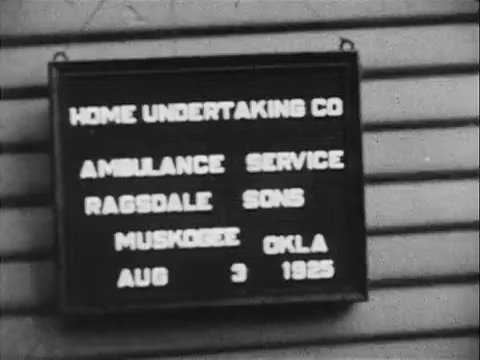 HOME UNDERTAKING CO
AMBULANCE SERVICE
RAGSDALE SONS
MUSKOGEE OKLA
AUG 3 1925